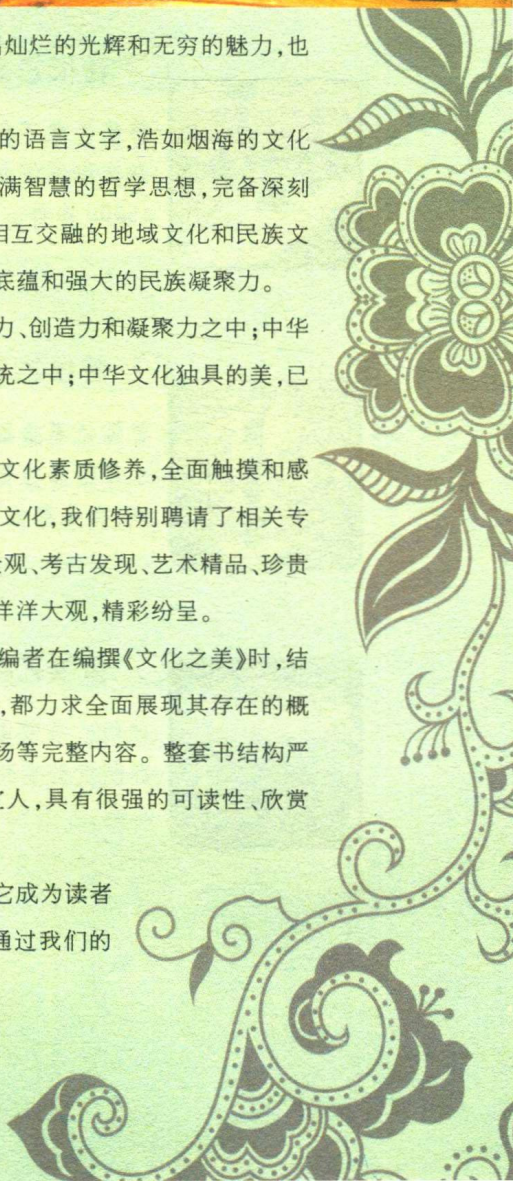 灿烂的光辉和无穷的魅力,也
的语言文字,浩如烟海的文化
满智慧的哲学思想,完备深刻
相互交融的地域文化和民族文
底蕴和强大的民族凝聚力。
力、创造力和凝聚力之中;中华
统之中;中华文化独具的美,已
文化素质修养,全面触摸和感
文化,我们特别聘请了相关专
观、考古发现、艺术精品、珍贵
洋洋大观,精彩纷呈。
编者在编撰《文化之美》时,结
,都力求全面展现其存在的概
场等完整内容。整套书结构严
人,具有很强的可读性、欣赏
它成为读者
通过我们的